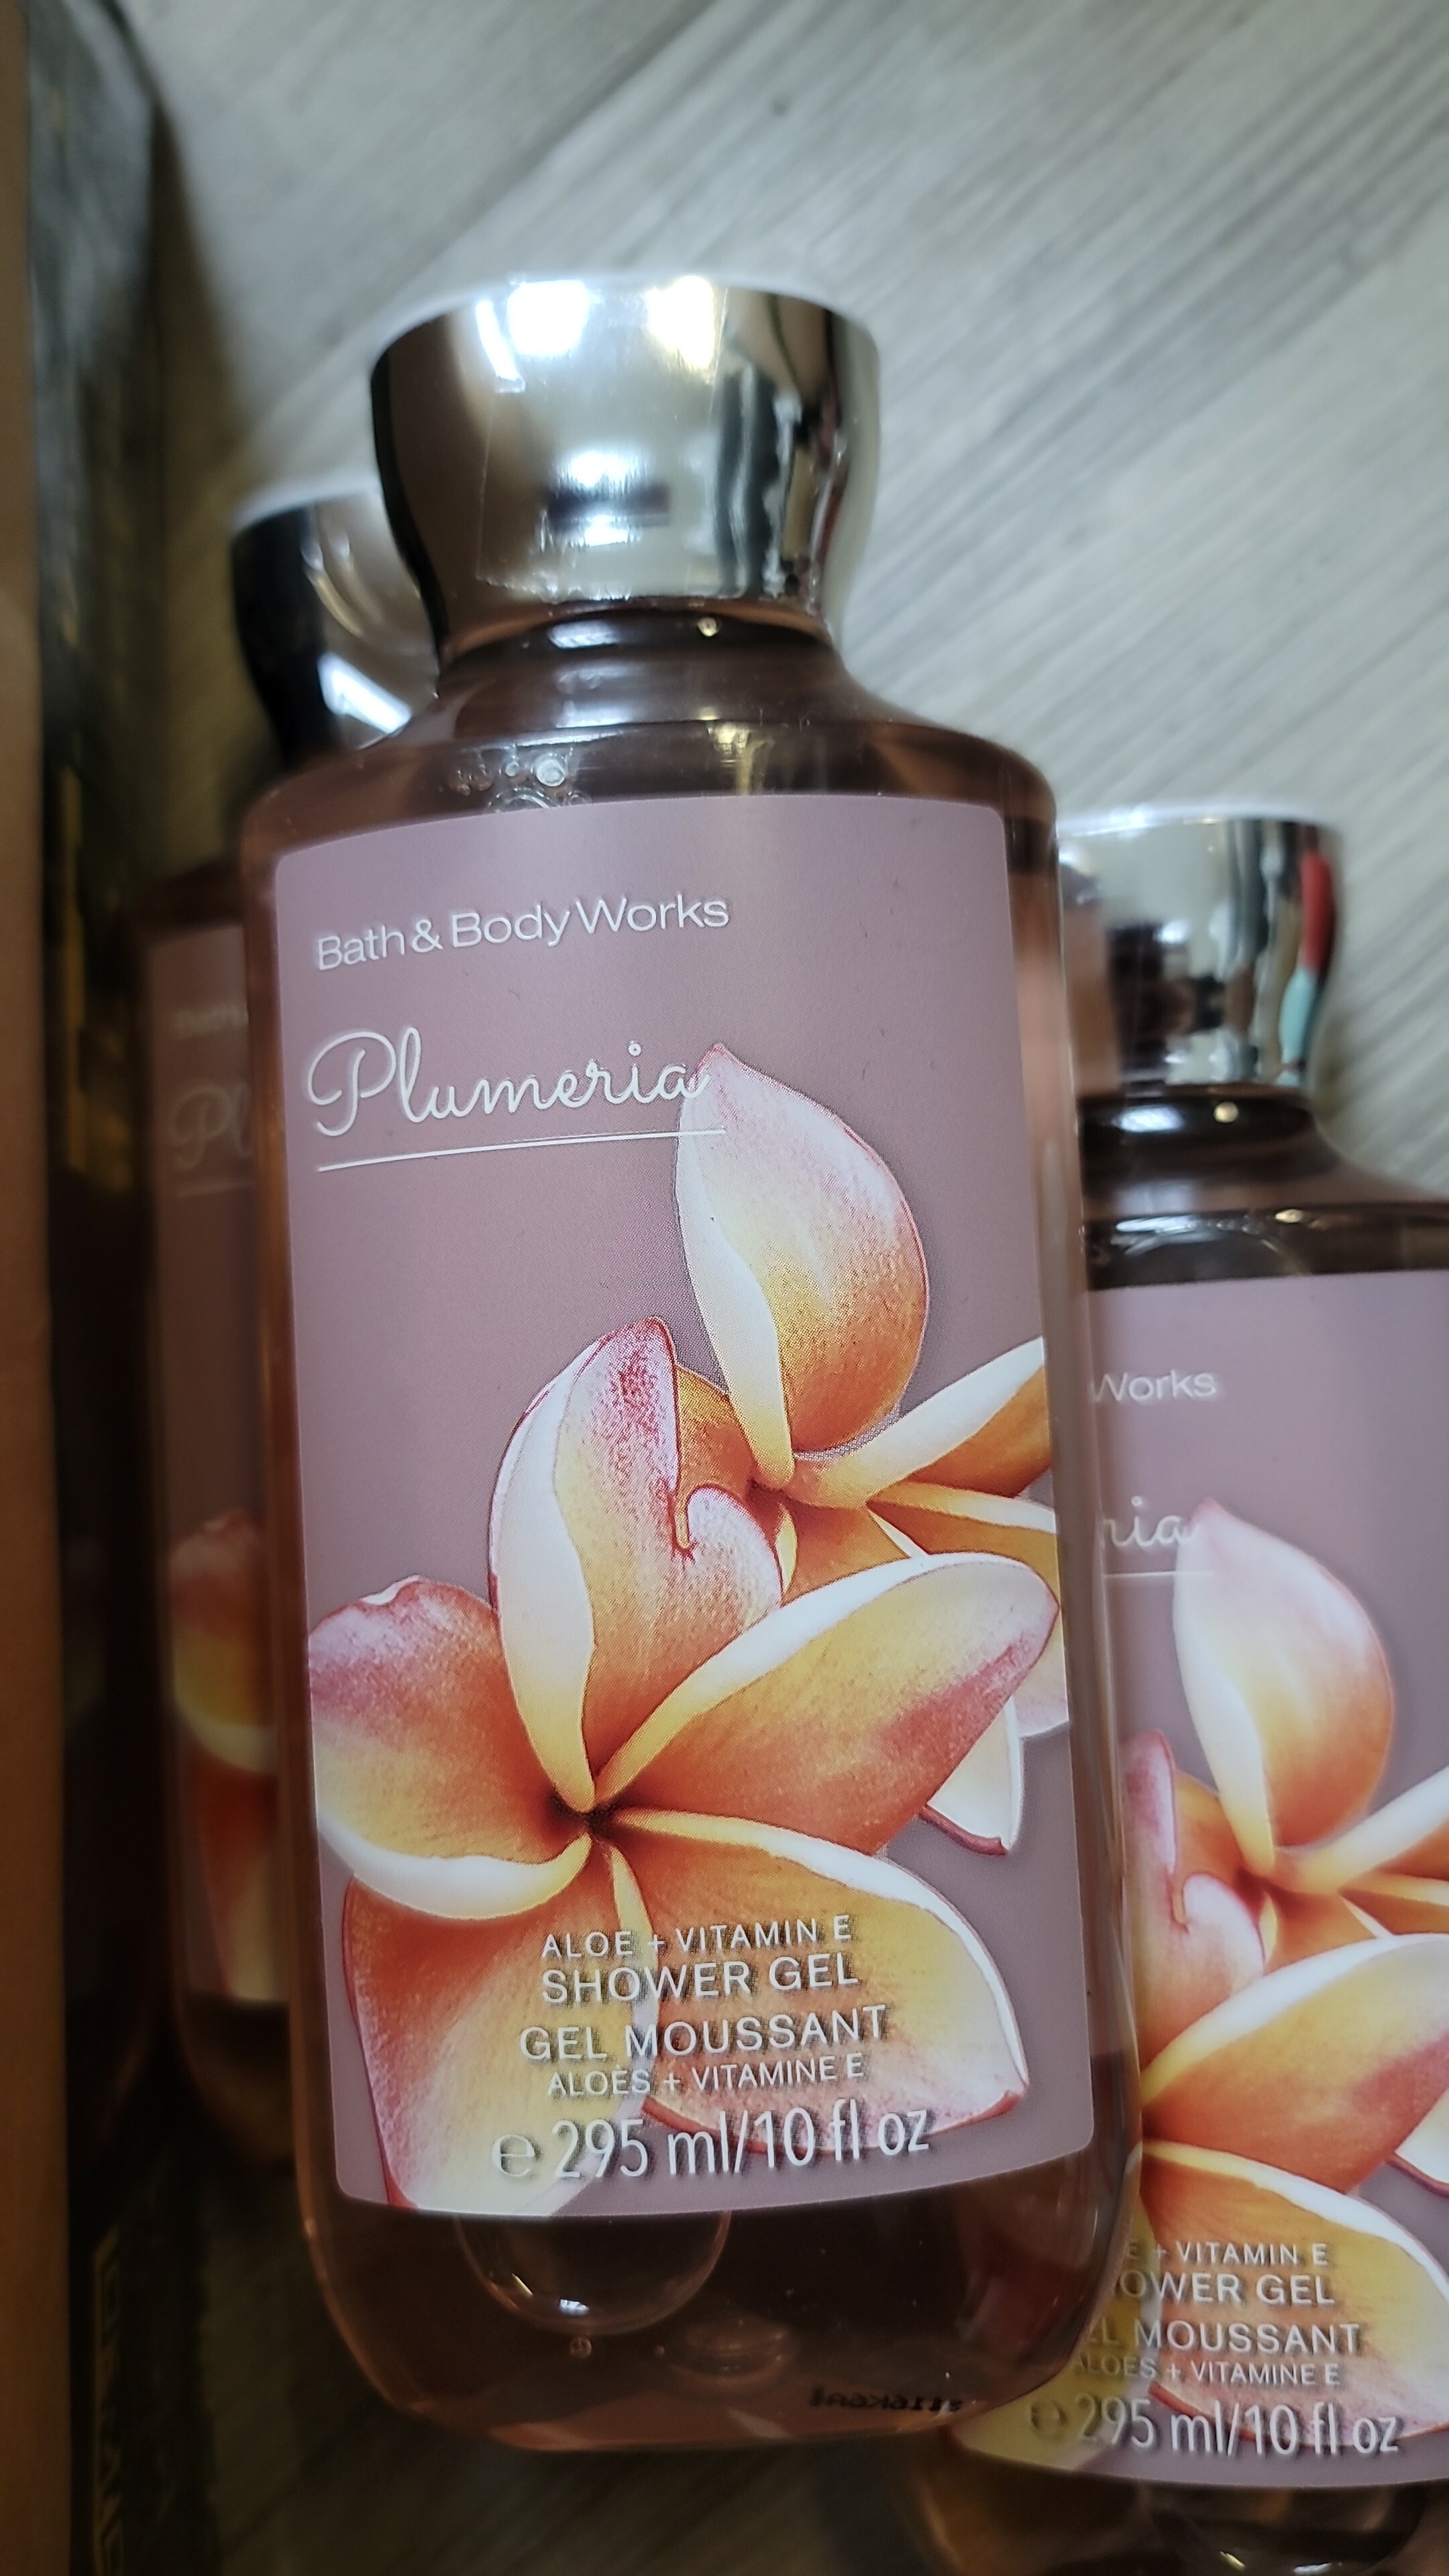 Bath & Body Works
Plumeria
ALOE + VITAMIN E
SHOWER GEL
GEL MOUSSANT
ALOÈS + VITAMINE E
℮ 295 ml/10 fl oz
Works
+ VITAMIN E
GEL
MOUSSANT
ALOÈS + VITAMINE E
℮ 295 ml/10 fl oz